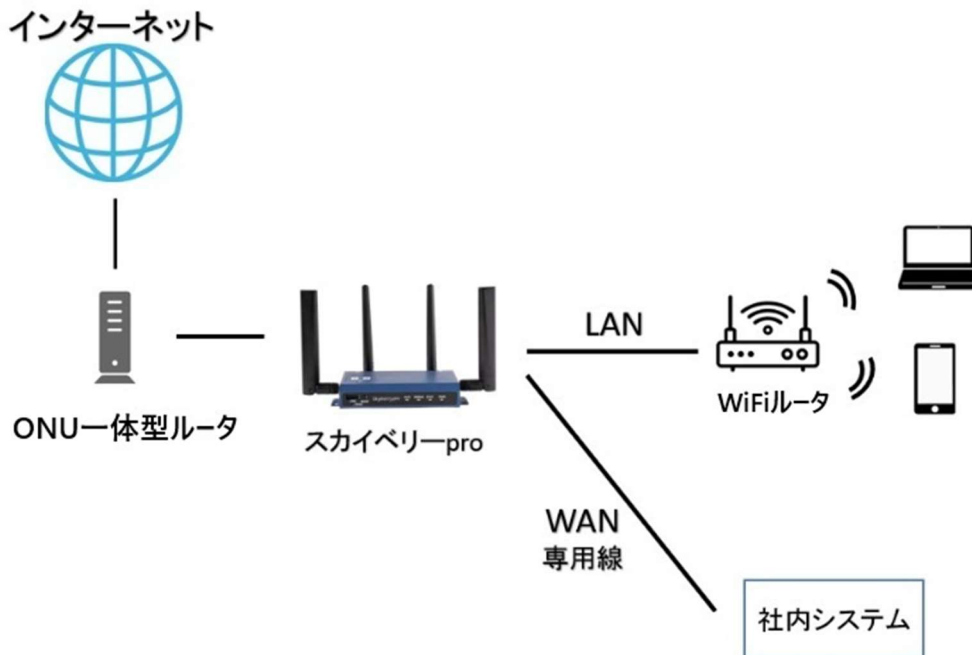 インターネット
ONU一体型ルータ
スカイベリーpro
LAN
WiFiルータ
WAN
専用線
社内システム